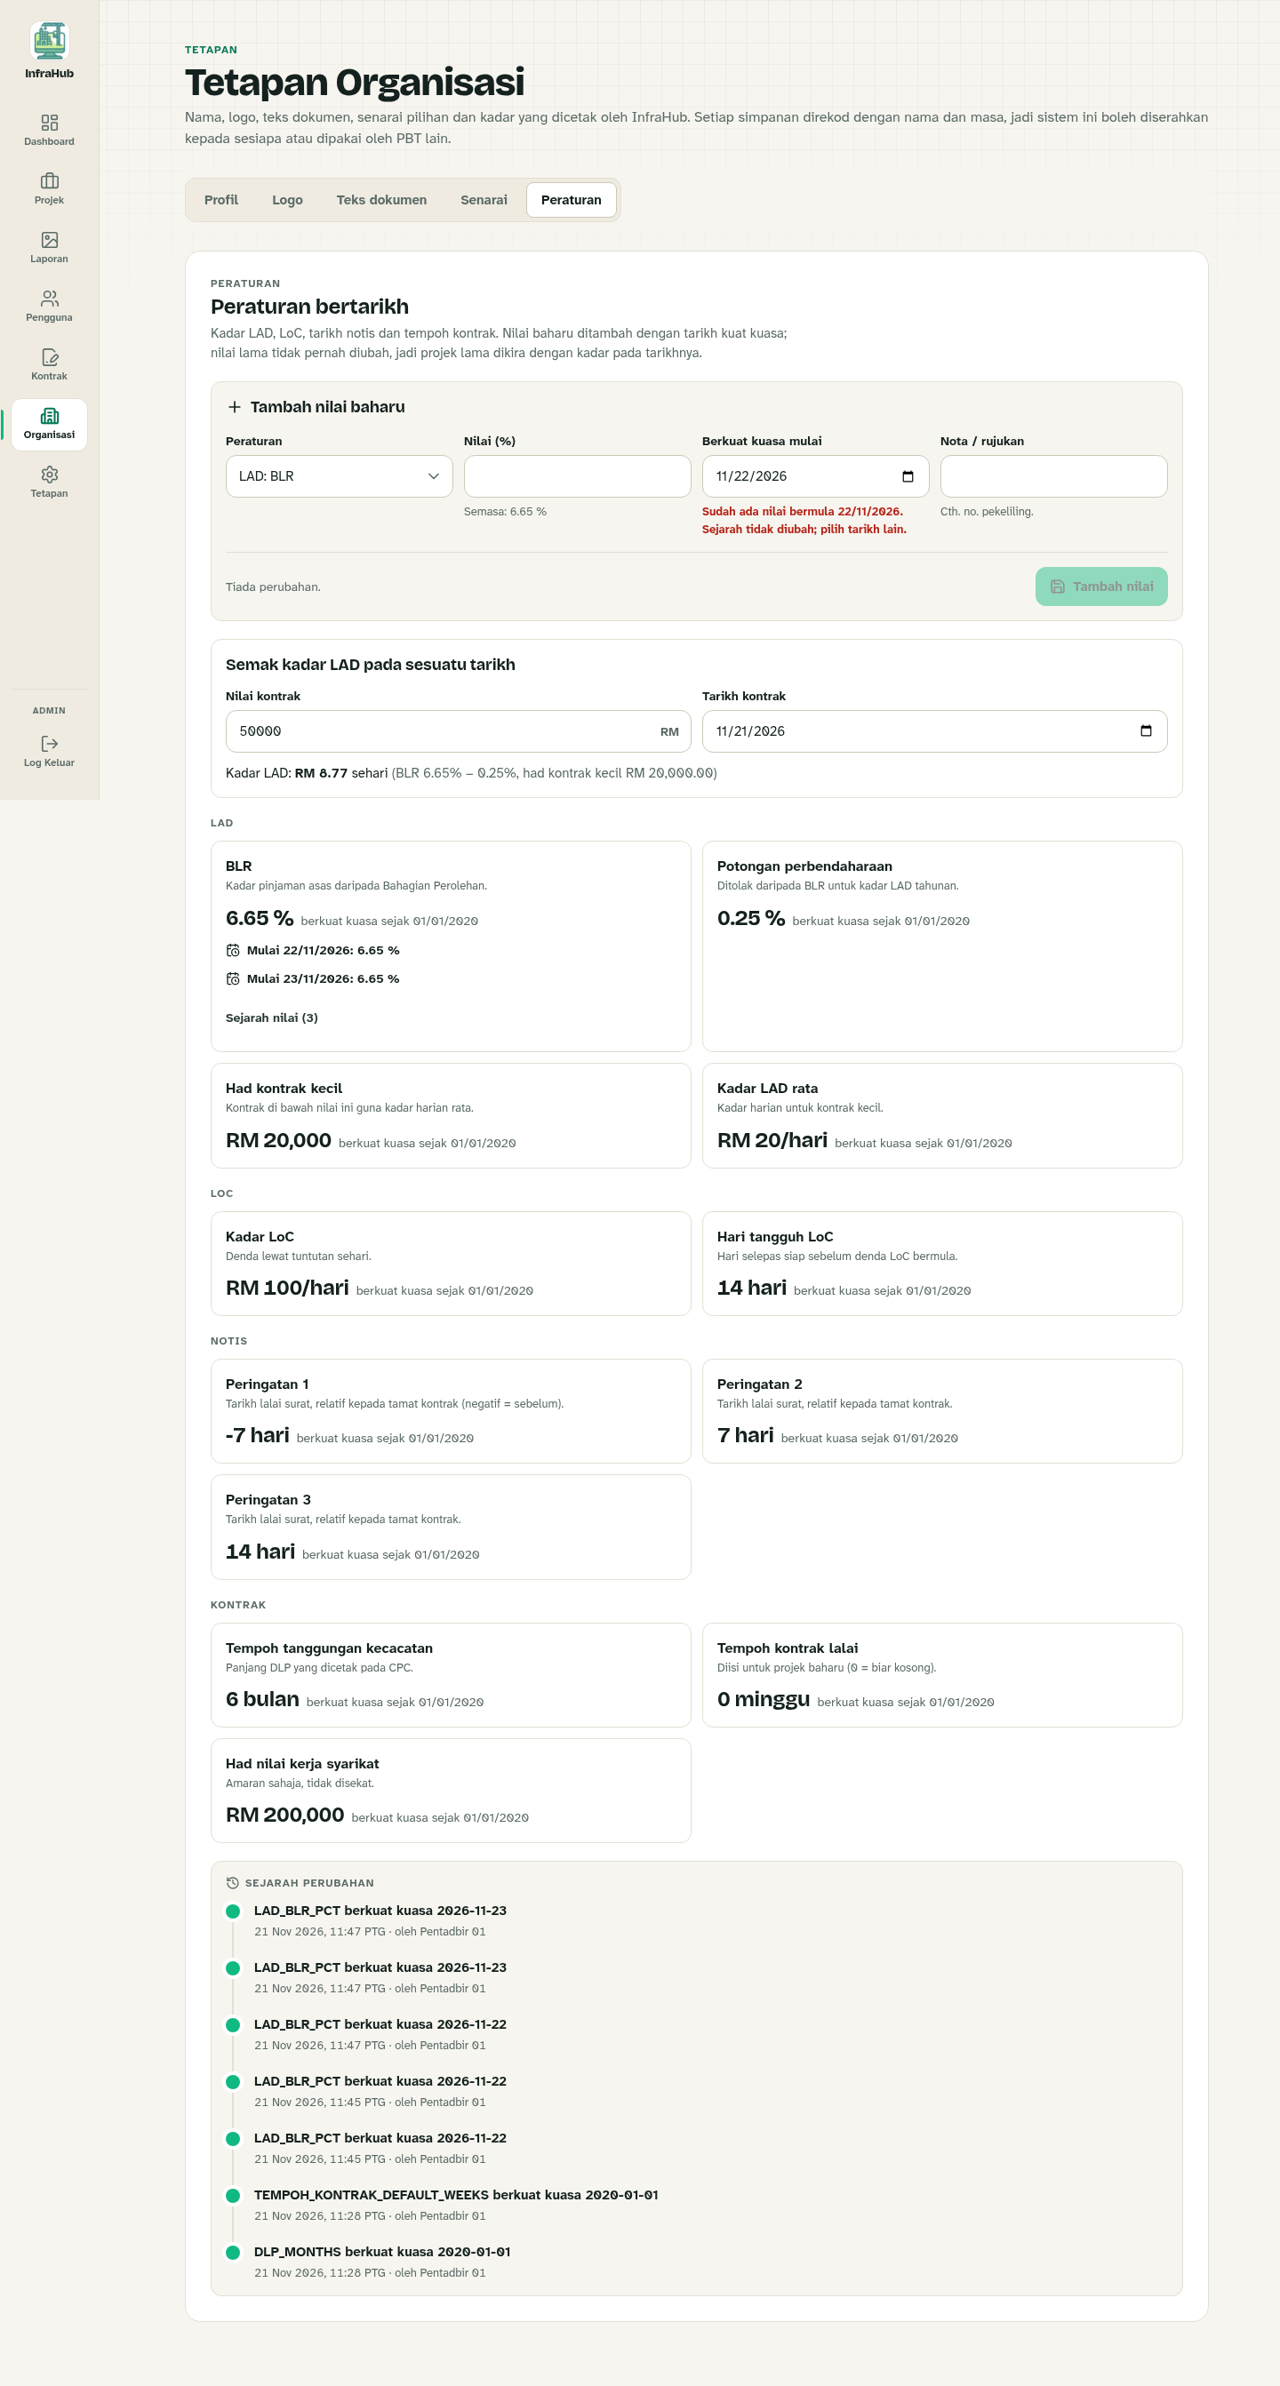 InfraHub
Dashboard
Projek
Laporan
Pengguna
Kontrak
Organisasi
Tetapan
ADMIN
Log Keluar
TETAPAN
Tetapan Organisasi
Nama, logo, teks dokumen, senarai pilihan dan kadar yang dicetak oleh InfraHub. Setiap simpanan direkod dengan nama dan masa, jadi sistem ini boleh diserahkan
kepada sesiapa atau dipakai oleh PBT lain.
Profil
Logo
Teks dokumen
Senarai
Peraturan
PERATURAN
Peraturan bertarikh
Kadar LAD, LoC, tarikh notis dan tempoh kontrak. Nilai baharu ditambah dengan tarikh kuat kuasa;
nilai lama tidak pernah diubah, jadi projek lama dikira dengan kadar pada tarikhnya.
Tambah nilai baharu
Peraturan
Nilai (%)
Berkuat kuasa mulai
Nota / rujukan
LAD: BLR
11/22/2026
Semasa: 6.65 %
Sudah ada nilai bermula 22/11/2026.
Sejarah tidak diubah; pilih tarikh lain.
Cth. no. pekeliling.
Tiada perubahan.
Tambah nilai
Semak kadar LAD pada sesuatu tarikh
Nilai kontrak
Tarikh kontrak
50000
RM
11/21/2026
Kadar LAD: RM 8.77 sehari (BLR 6.65% − 0.25%, had kontrak kecil RM 20,000.00)
LAD
BLR
Kadar pinjaman asas daripada Bahagian Perolehan.
6.65 % berkuat kuasa sejak 01/01/2020
Mulai 22/11/2026: 6.65 %
Mulai 23/11/2026: 6.65 %
Sejarah nilai (3)
Potongan perbendaharaan
Ditolak daripada BLR untuk kadar LAD tahunan.
0.25 % berkuat kuasa sejak 01/01/2020
Had kontrak kecil
Kontrak di bawah nilai ini guna kadar harian rata.
RM 20,000 berkuat kuasa sejak 01/01/2020
Kadar LAD rata
Kadar harian untuk kontrak kecil.
RM 20/hari berkuat kuasa sejak 01/01/2020
LOC
Kadar LoC
Denda lewat tuntutan sehari.
RM 100/hari berkuat kuasa sejak 01/01/2020
Hari tangguh LoC
Hari selepas siap sebelum denda LoC bermula.
14 hari berkuat kuasa sejak 01/01/2020
NOTIS
Peringatan 1
Tarikh lalai surat, relatif kepada tamat kontrak (negatif = sebelum).
-7 hari berkuat kuasa sejak 01/01/2020
Peringatan 2
Tarikh lalai surat, relatif kepada tamat kontrak.
7 hari berkuat kuasa sejak 01/01/2020
Peringatan 3
Tarikh lalai surat, relatif kepada tamat kontrak.
14 hari berkuat kuasa sejak 01/01/2020
KONTRAK
Tempoh tanggungan kecacatan
Panjang DLP yang dicetak pada CPC.
6 bulan berkuat kuasa sejak 01/01/2020
Tempoh kontrak lalai
Diisi untuk projek baharu (0 = biar kosong).
0 minggu berkuat kuasa sejak 01/01/2020
Had nilai kerja syarikat
Amaran sahaja, tidak disekat.
RM 200,000 berkuat kuasa sejak 01/01/2020
SEJARAH PERUBAHAN
LAD_BLR_PCT berkuat kuasa 2026-11-23
21 Nov 2026, 11:47 PTG · oleh Pentadbir 01
LAD_BLR_PCT berkuat kuasa 2026-11-23
21 Nov 2026, 11:47 PTG · oleh Pentadbir 01
LAD_BLR_PCT berkuat kuasa 2026-11-22
21 Nov 2026, 11:47 PTG · oleh Pentadbir 01
LAD_BLR_PCT berkuat kuasa 2026-11-22
21 Nov 2026, 11:45 PTG · oleh Pentadbir 01
LAD_BLR_PCT berkuat kuasa 2026-11-22
21 Nov 2026, 11:45 PTG · oleh Pentadbir 01
TEMPOH_KONTRAK_DEFAULT_WEEKS berkuat kuasa 2020-01-01
21 Nov 2026, 11:28 PTG · oleh Pentadbir 01
DLP_MONTHS berkuat kuasa 2020-01-01
21 Nov 2026, 11:28 PTG · oleh Pentadbir 01